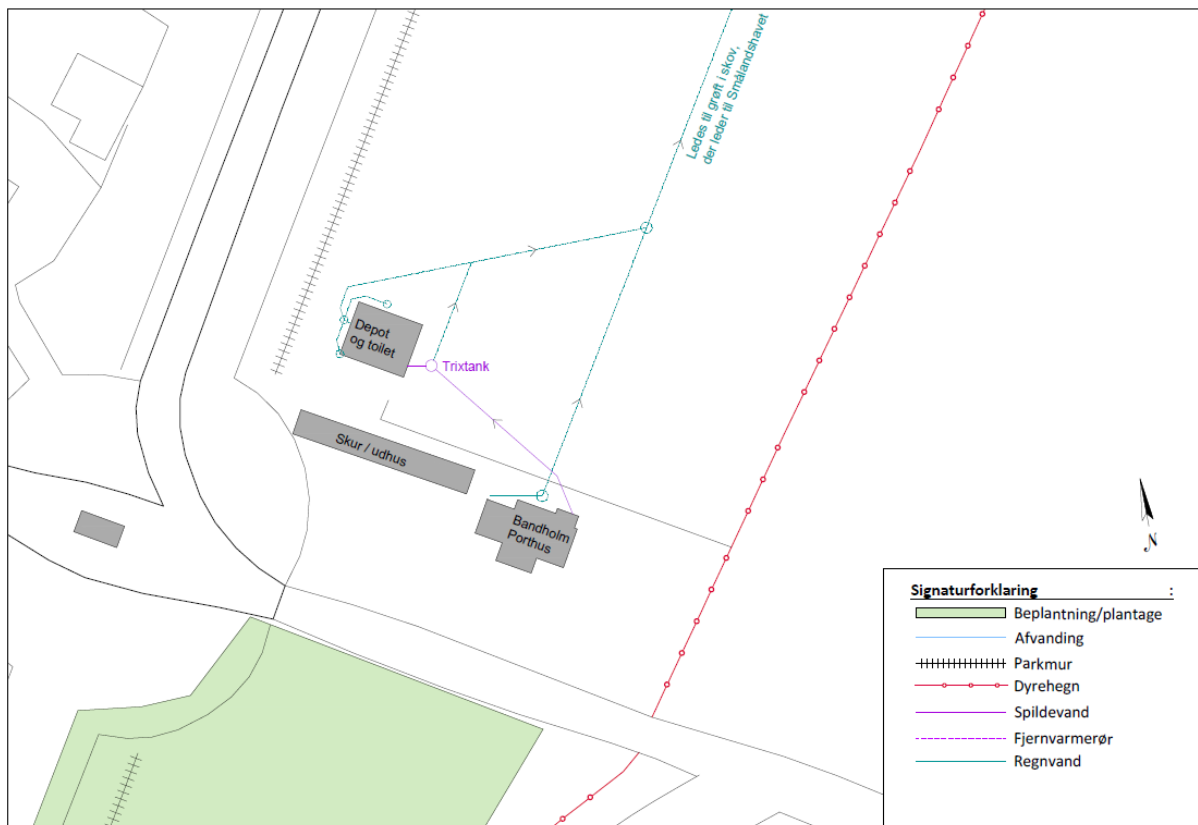 Ledes til grøft i skov,
der leder til Smålandshavet
Depot
og toilet
Trixtank
Skur / udhus
Bandholm
Porthus
N
Signaturforklaring :
Beplantning/plantage
Afvanding
Parkmur
Dyrehegn
Spildevand
Fjernvarmerør
Regnvand